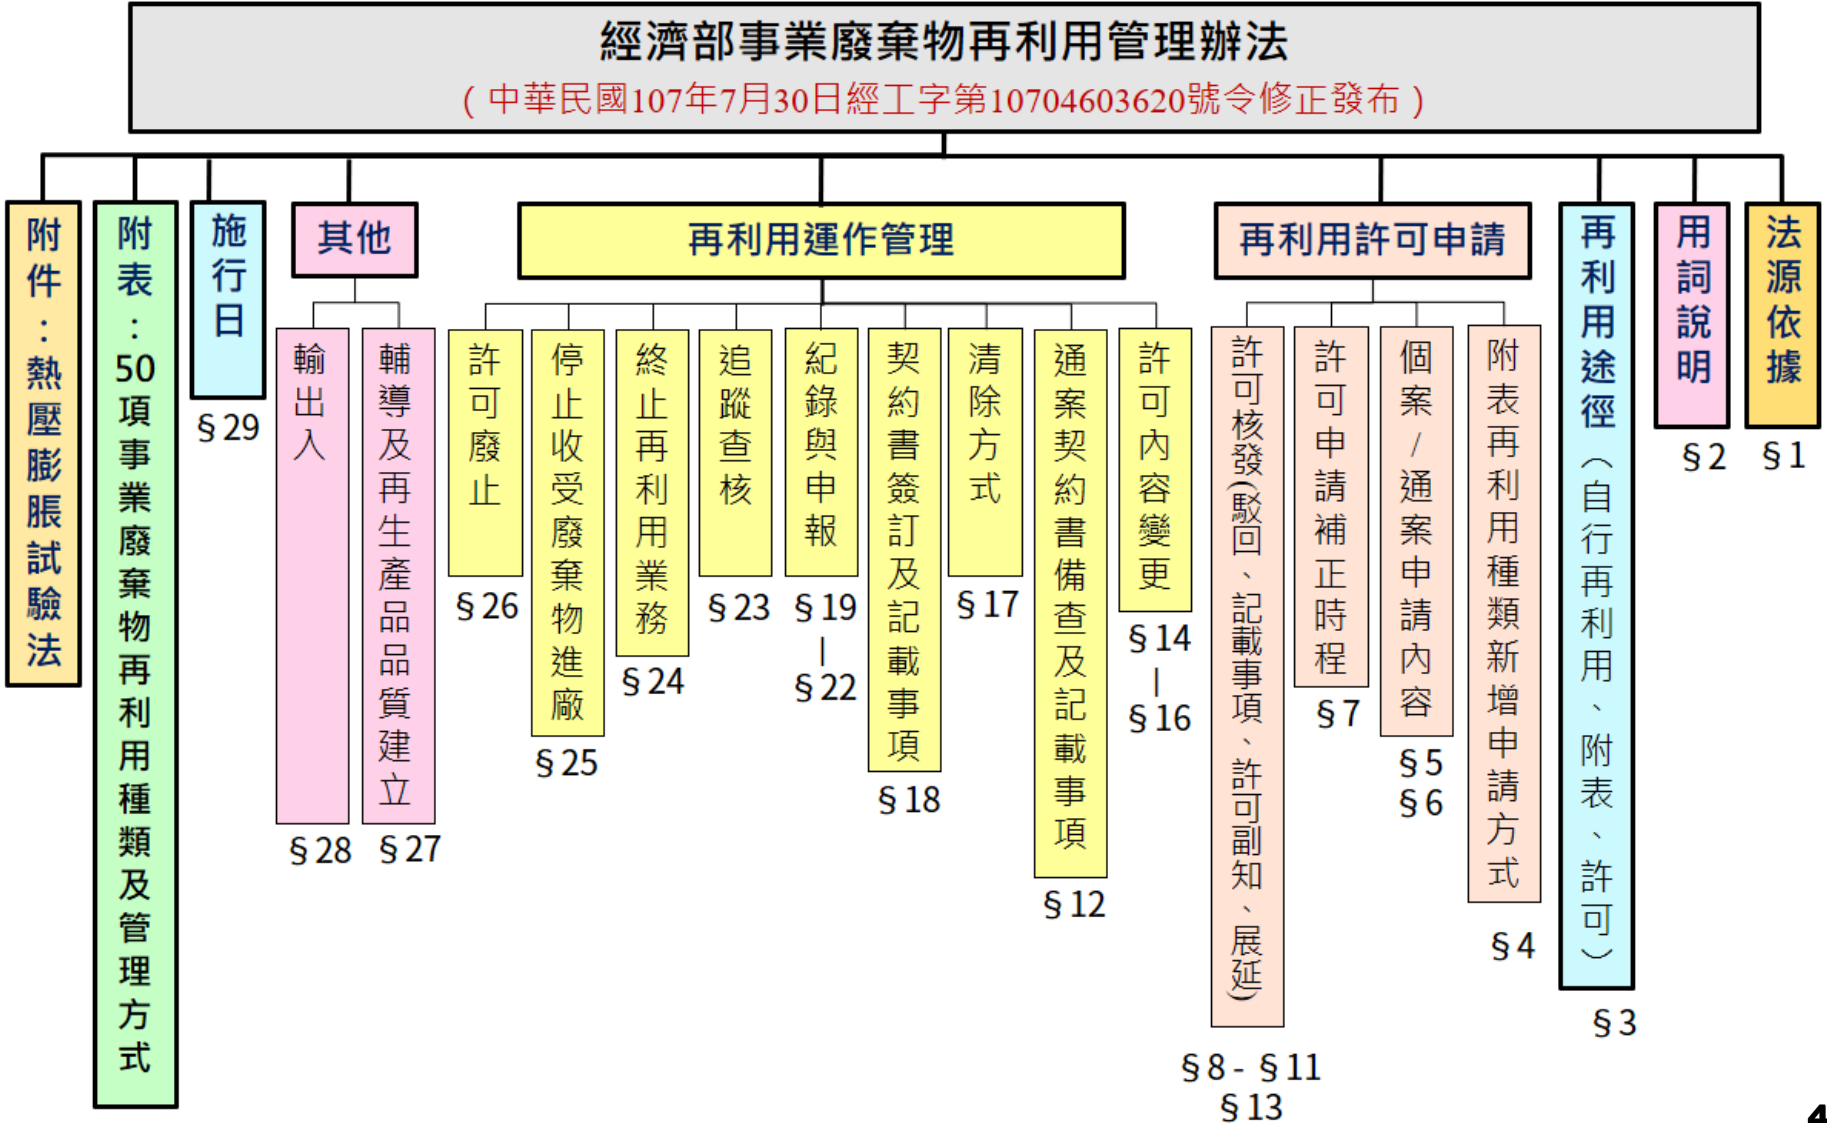 經濟部事業廢棄物再利用管理辦法
(中華民國107年7月30日經工字第10704603620號令修正發布)
法源依據
§1
用詞說明
§2
再利用途徑(自行再利用、附表、許可)
§3
再利用許可申請
附表再利用種類新增申請方式
§4
個案/通案申請內容
§5
§6
許可申請補正時程
§7
許可核發(駁回、記載事項、許可副知、展延)
§8 - §11
§13
再利用運作管理
許可內容變更
§14
|
§16
通案契約書備查及記載事項
§12
清除方式
§17
契約書簽訂及記載事項
§18
紀錄與申報
§19
|
§22
追蹤查核
§23
終止再利用業務
§24
停止收受廢棄物進廠
§25
許可廢止
§26
其他
輔導及再生產品品質建立
§27
輸出入
§28
施行日
§29
附表:50項事業廢棄物再利用種類及管理方式
附件:熱壓膨脹試驗法
4